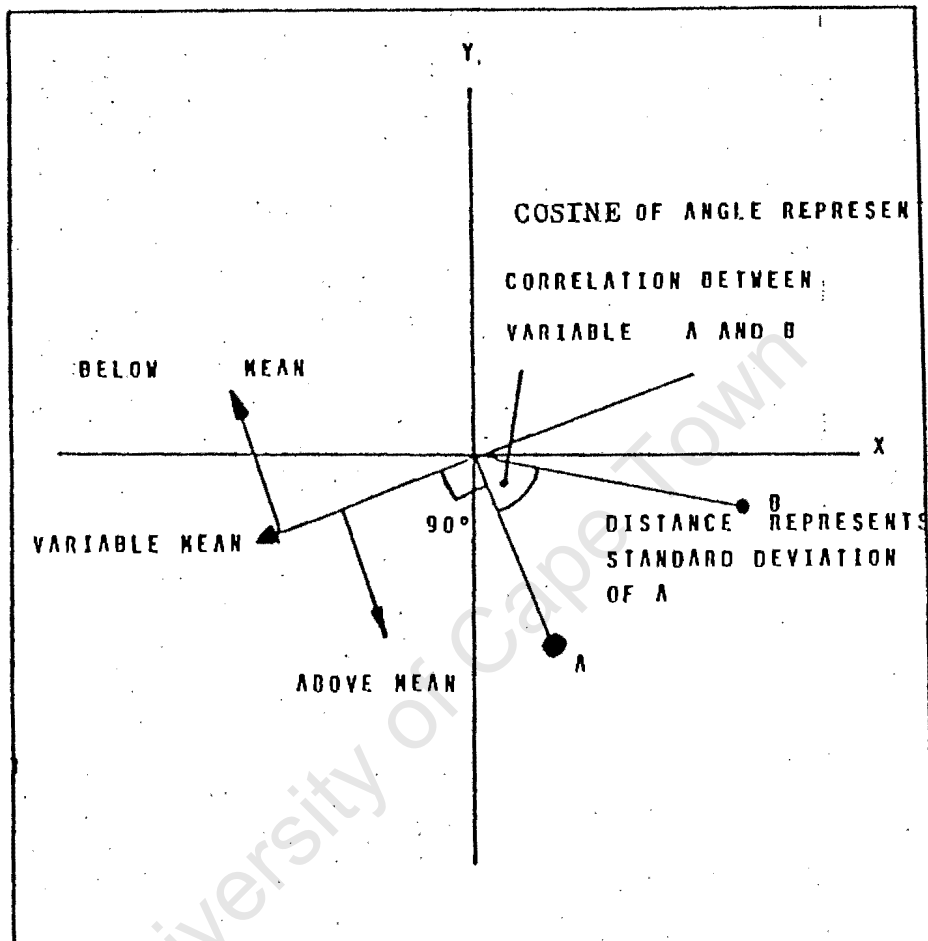 Y
COSINE OF ANGLE REPRESEN
CORRELATION BETWEEN
VARIABLE A AND B
BELOW MEAN
X
90°
VARIABLE MEAN
B
DISTANCE REPRESENTS
STANDARD DEVIATION
OF A
A
ABOVE MEAN
University of Cape Town